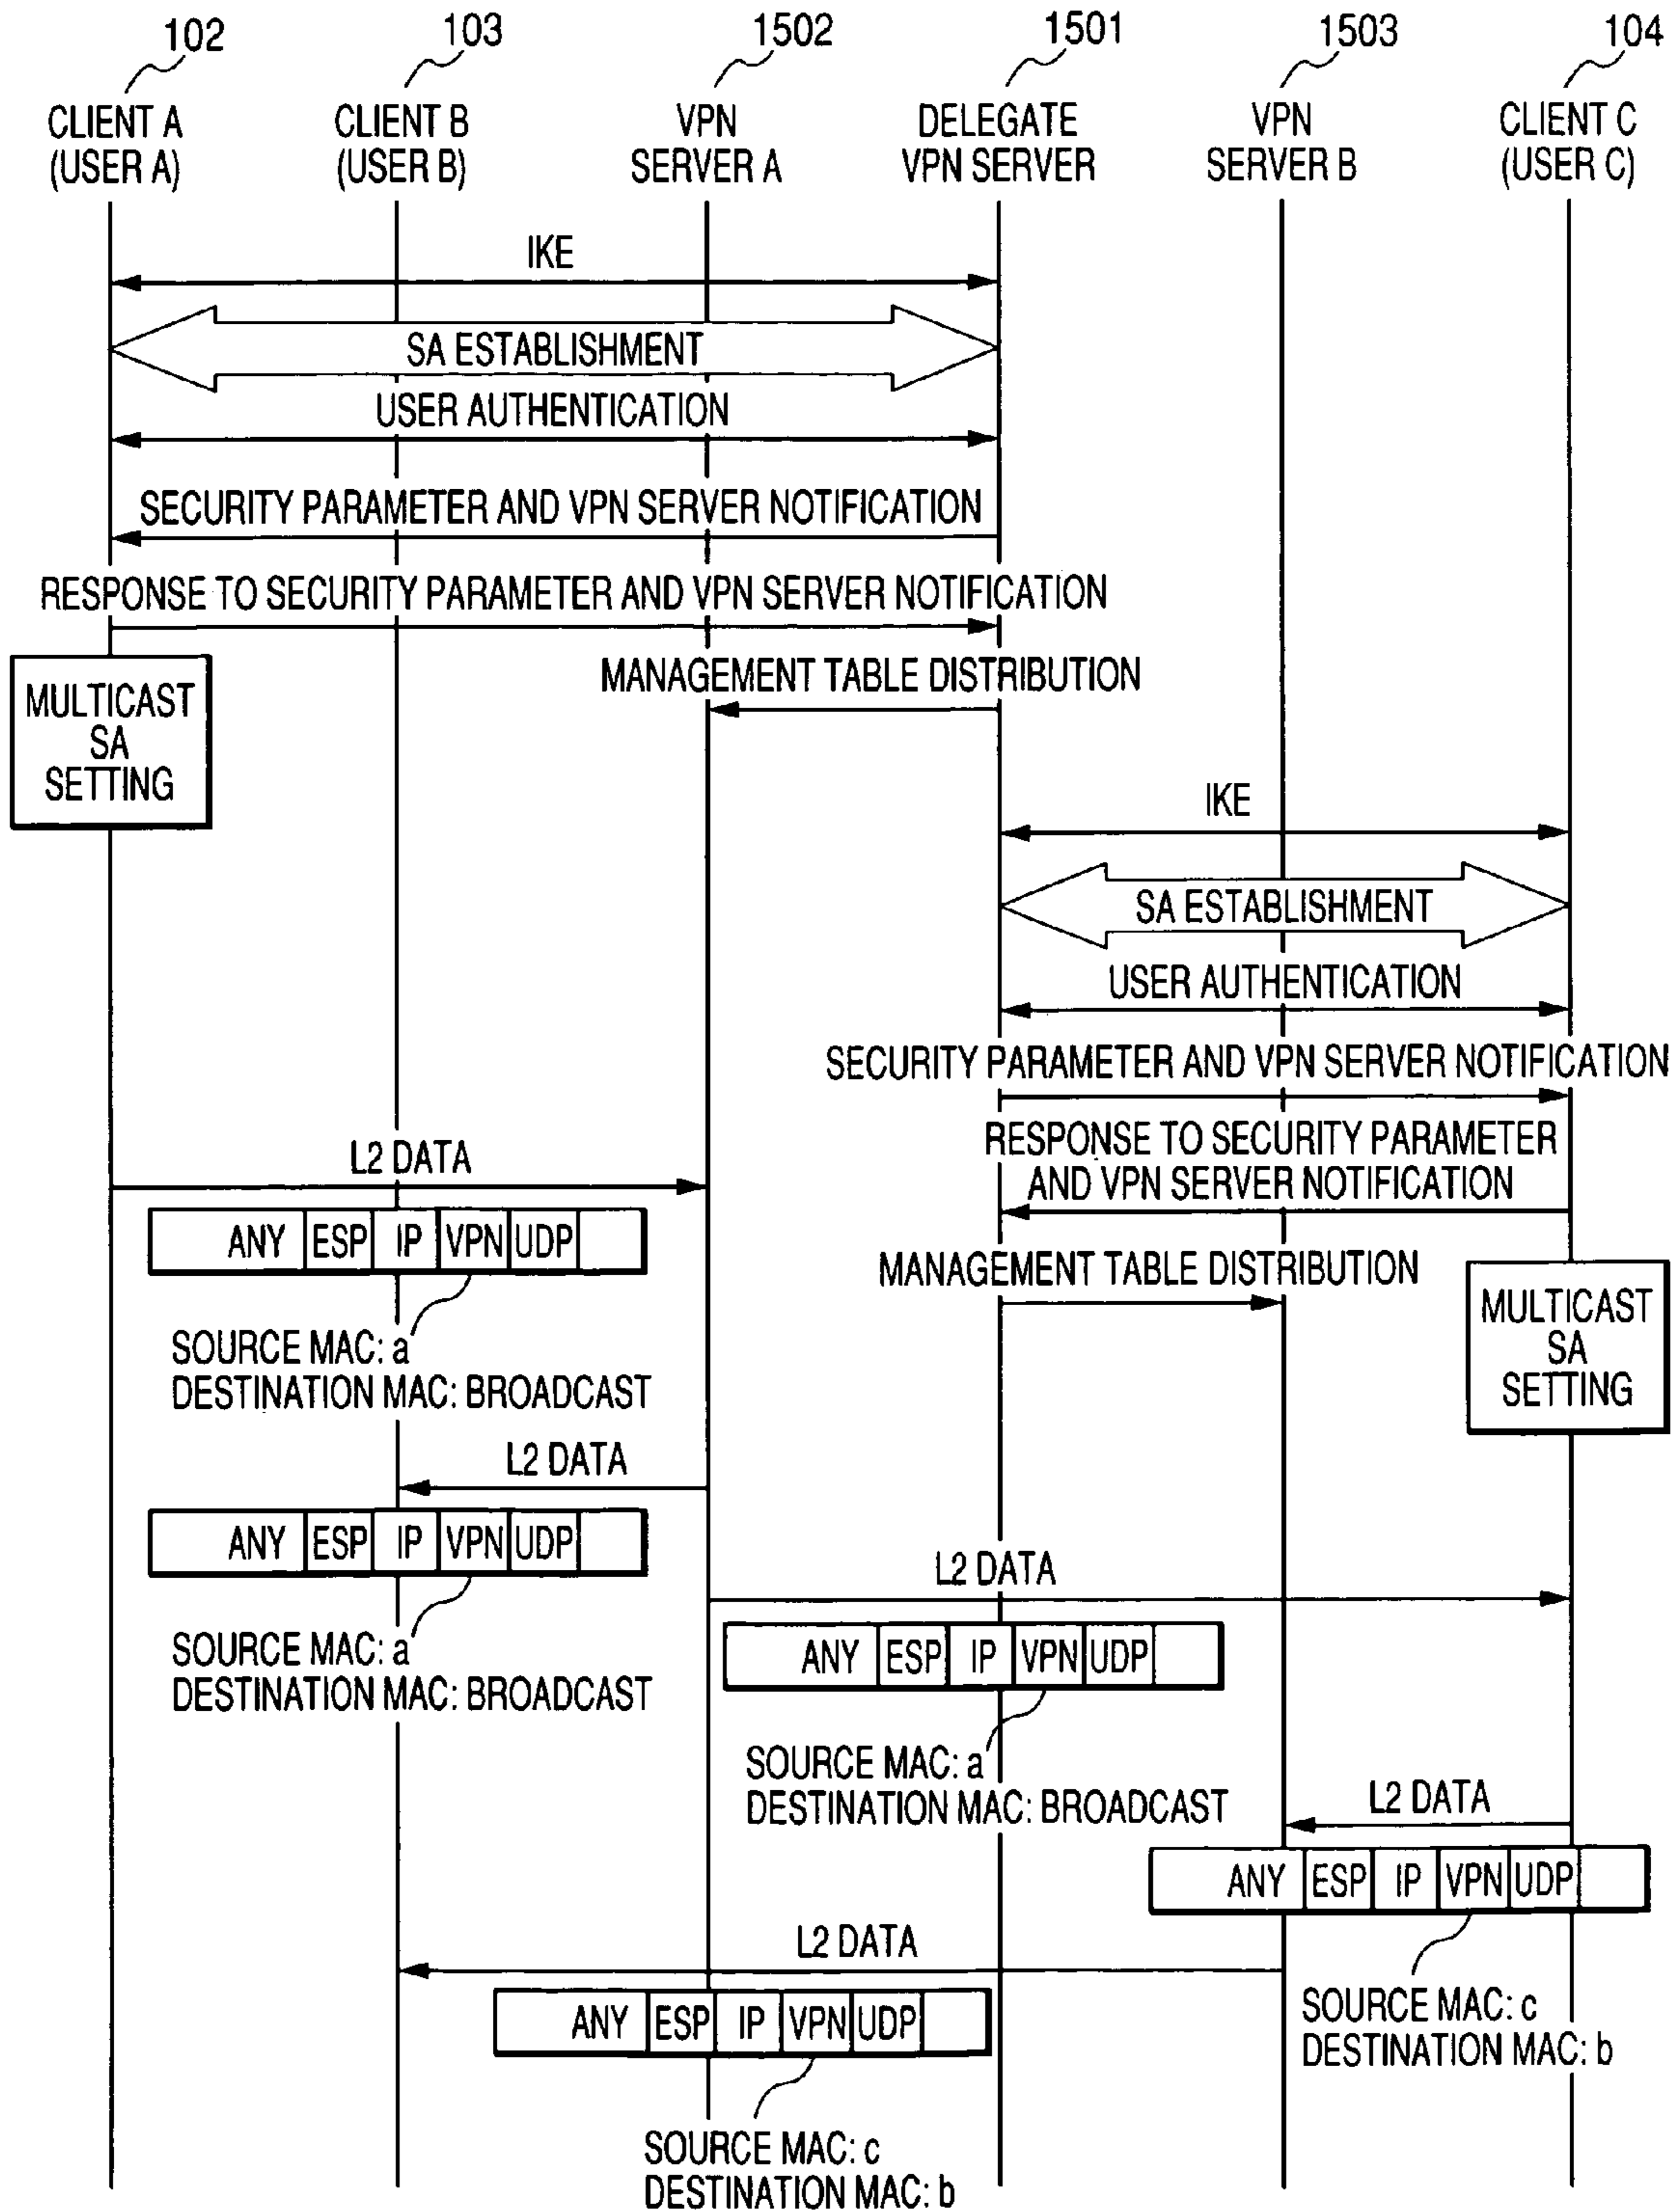 102
103
1502
1501
1503
104
CLIENT A
(USER A)
CLIENT B
(USER B)
VPN
SERVER A
DELEGATE
VPN SERVER
VPN
SERVER B
CLIENT C
(USER C)
IKE
SA ESTABLISHMENT
USER AUTHENTICATION
SECURITY PARAMETER AND VPN SERVER NOTIFICATION
RESPONSE TO SECURITY PARAMETER AND VPN SERVER NOTIFICATION
MULTICAST
SA
SETTING
MANAGEMENT TABLE DISTRIBUTION
IKE
SA ESTABLISHMENT
USER AUTHENTICATION
SECURITY PARAMETER AND VPN SERVER NOTIFICATION
RESPONSE TO SECURITY PARAMETER
AND VPN SERVER NOTIFICATION
L2 DATA
ANY ESP IP VPN UDP
SOURCE MAC: a
DESTINATION MAC: BROADCAST
MANAGEMENT TABLE DISTRIBUTION
MULTICAST
SA
SETTING
L2 DATA
ANY ESP IP VPN UDP
SOURCE MAC: a
DESTINATION MAC: BROADCAST
L2 DATA
ANY ESP IP VPN UDP
SOURCE MAC: a
DESTINATION MAC: BROADCAST
L2 DATA
ANY ESP IP VPN UDP
SOURCE MAC: c
DESTINATION MAC: b
L2 DATA
ANY ESP IP VPN UDP
SOURCE MAC: c
DESTINATION MAC: b